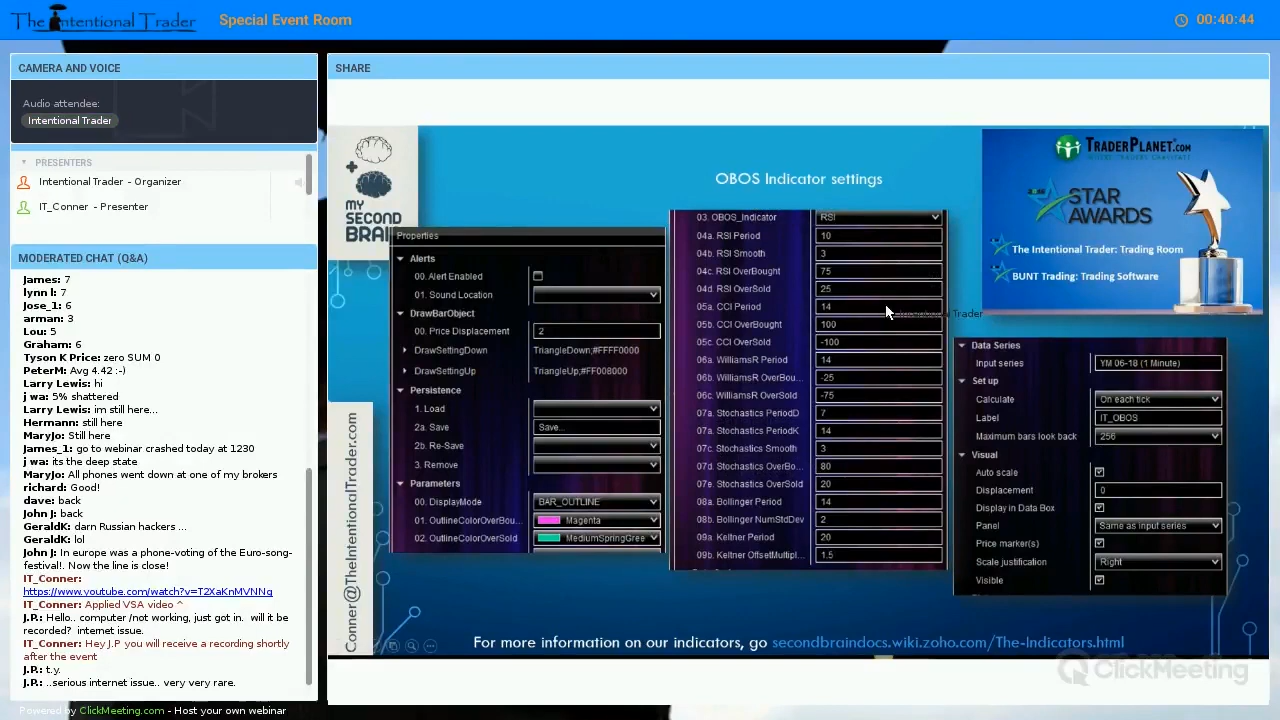 The Intentional Trader
Special Event Room
00:40:44
CAMERA AND VOICE
Audio attendee:
Intentional Trader
PRESENTERS
Intentional Trader - Organizer
IT_Conner - Presenter
MODERATED CHAT (Q&A)
James: 7
lynn l: 7
Jose_1: 6
arman: 3
Lou: 5
Graham: 6
Tyson K Price: zero SUM 0
PeterM: Avg 4.42 :-)
Larry Lewis: hi
j wa: 5% shattered
Larry Lewis: im still here...
Hermann: still here
MaryJo: Still here
James_1: go to webinar crashed today at 1230
j wa: its the deep state
MaryJo: All phones went down at one of my brokers
richard: Good!
dave: back
John J: back
GeraldK: darn Russian hackers ...
GeraldK: lol
John J: In europe was a phone-voting of the Euro-song-
festival!. Now the line is close!
IT_Conner:
https://www.youtube.com/watch?v=T2XaKnMVNNg
IT_Conner: Applied VSA video ^
J.P.: Hello.. computer /not working, just got in. will it be
recorded? internet issue.
IT_Conner: Hey J.P you will receive a recording shortly
after the event
J.P.: t.y.
J.P.: ..serious internet issue.. very very rare.
Powered by ClickMeeting.com - Host your own webinar
SHARE
MY
SECOND
BRAIN
Conner@TheIntentionalTrader.com
OBOS Indicator settings
Properties
Alerts
00. Alert Enabled
01. Sound Location
DrawBarObject
00. Price Displacement 2
DrawSettingDown TriangleDown;#FFFF0000
DrawSettingUp TriangleUp;#FF008000
Persistence
1. Load
2a. Save Save...
2b. Re-Save
3. Remove
Parameters
00. DisplayMode BAR_OUTLINE
01. OutlineColorOverBou... Magenta
02. OutlineColorOverSold MediumSpringGree
03. OBOS_Indicator RSI
04a. RSI Period 10
04b. RSI Smooth 3
04c. RSI OverBought 75
04d. RSI OverSold 25
05a. CCI Period 14
05b. CCI OverBought 100
05c. CCI OverSold -100
06a. WilliamsR Period 14
06b. WilliamsR OverBou... -25
06c. WilliamsR OverSold -75
07a. Stochastics PeriodD 7
07a. Stochastics PeriodK 14
07c. Stochastics Smooth 3
07d. Stochastics OverBo... 80
07e. Stochastics OverSold 20
08a. Bollinger Period 14
08b. Bollinger NumStdDev 2
09a. Keltner Period 20
09b. Keltner OffsetMultipl... 1.5
Intentional Trader
TRADERPLANET.COM
STAR
AWARDS
The Intentional Trader: Trading Room
BUNT Trading: Trading Software
Data Series
Input series YM 06-18 (1 Minute)
Set up
Calculate On each tick
Label IT_OBOS
Maximum bars look back 256
Visual
Auto scale
Displacement 0
Display in Data Box
Panel Same as input series
Price marker(s)
Scale justification Right
Visible
For more information on our indicators, go secondbraindocs.wiki.zoho.com/The-Indicators.html
ClickMeeting